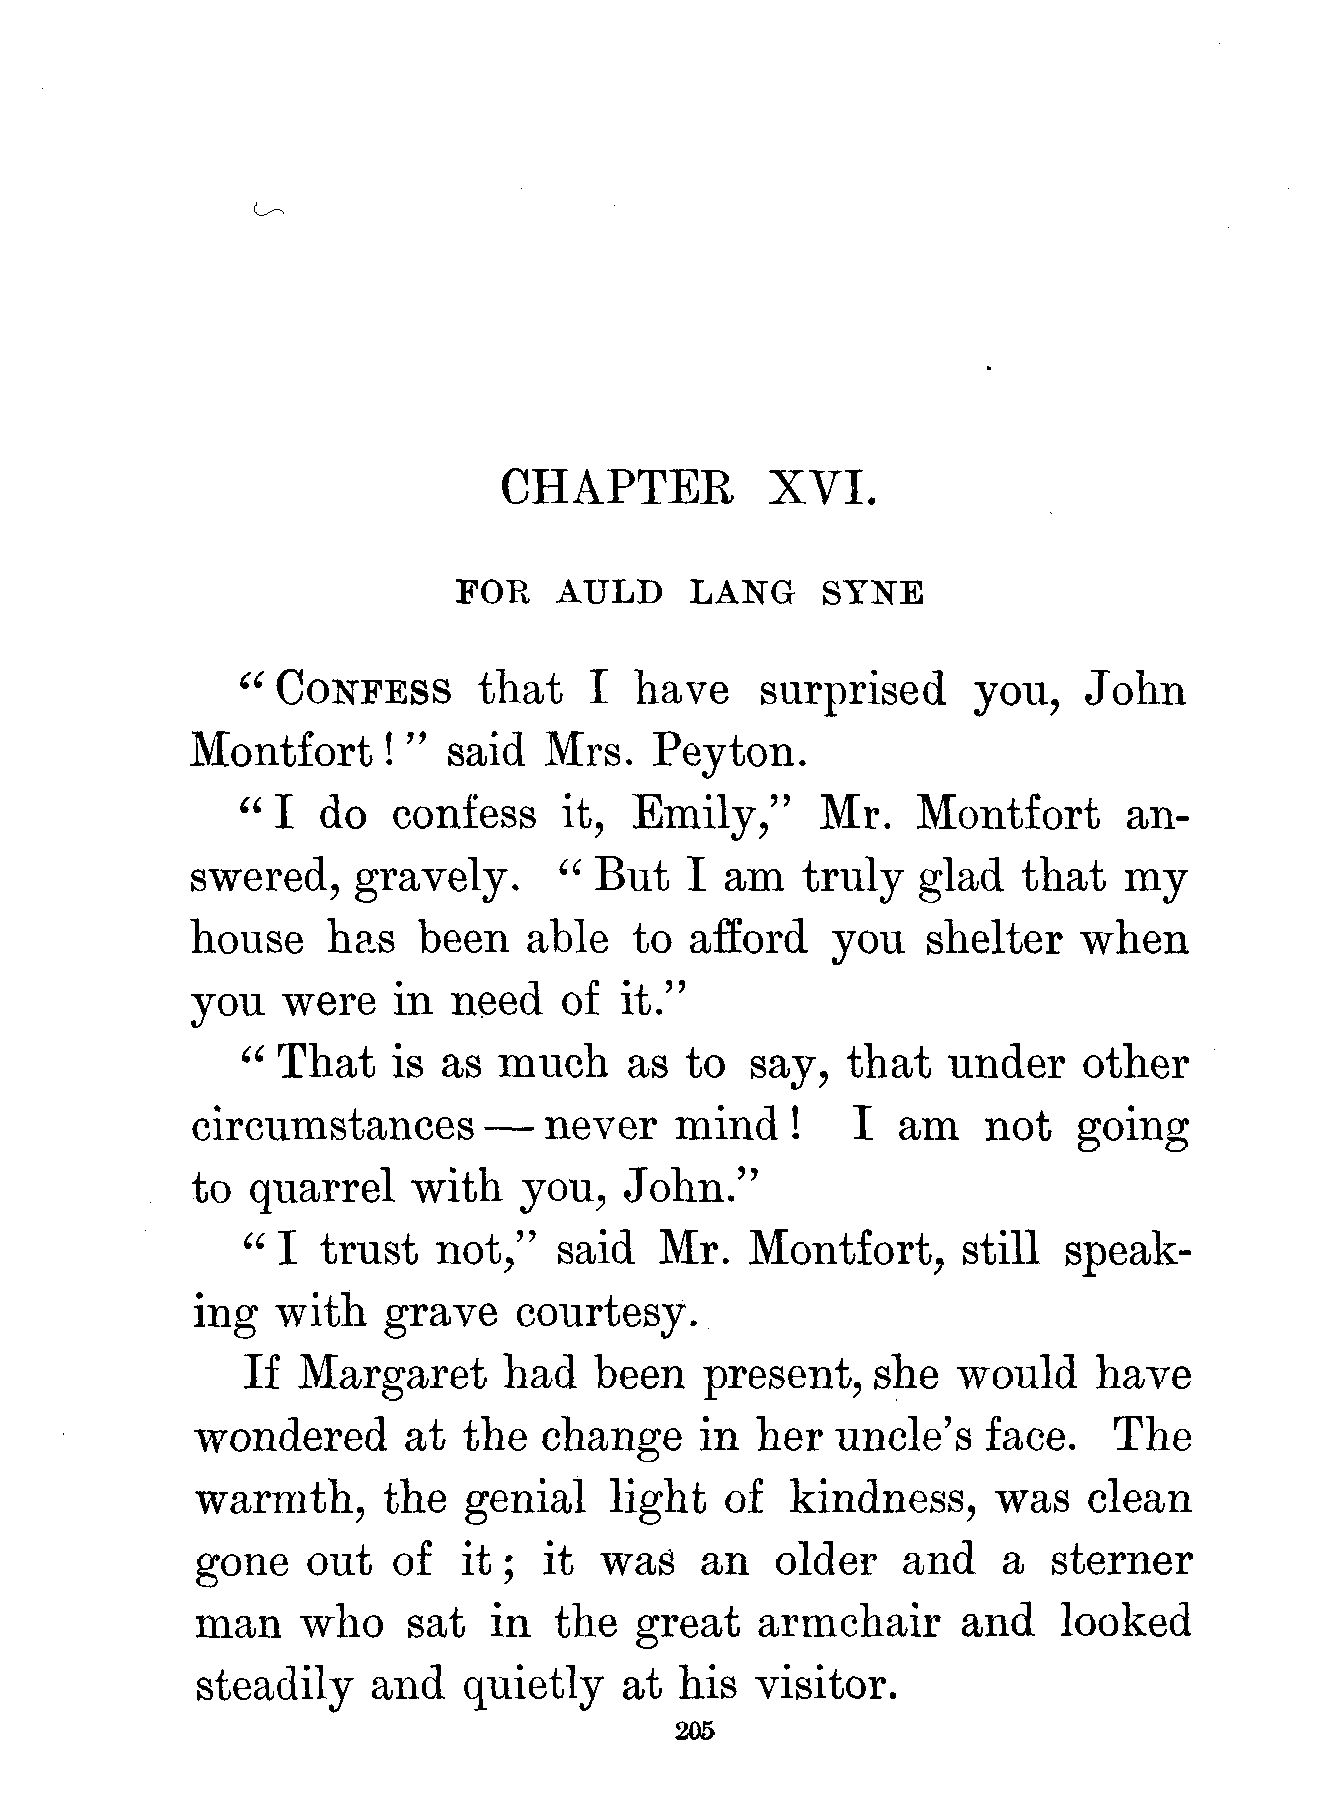 CHAPTER XVI.
FOR AULD LANG SYNE
“ CONFESS that I have surprised you, John
Montfort ! ” said Mrs. Peyton.
“ I do confess it, Emily,” Mr. Montfort an-
swered, gravely. “ But I am truly glad that my
house has been able to afford you shelter when
you were in need of it.”
“ That is as much as to say, that under other
circumstances — never mind ! I am not going
to quarrel with you, John.”
“ I trust not,” said Mr. Montfort, still speak-
ing with grave courtesy.
If Margaret had been present, she would have
wondered at the change in her uncle’s face. The
warmth, the genial light of kindness, was clean
gone out of it ; it was an older and a sterner
man who sat in the great armchair and looked
steadily and quietly at his visitor.
205